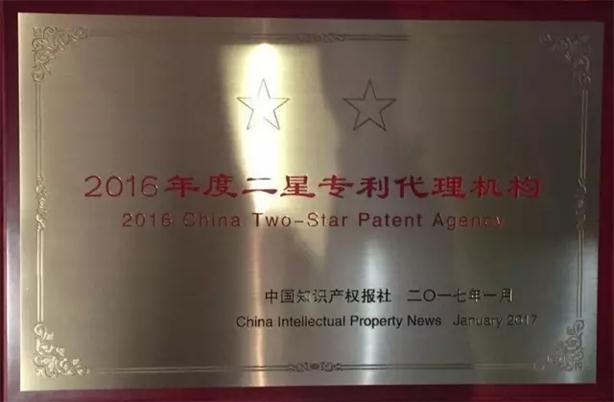 2016年度二星专利代理机构
2016 China Two-Star Patent Agency
中国知识产权报社 二〇一七年一月
China Intellectual Property News January 2017